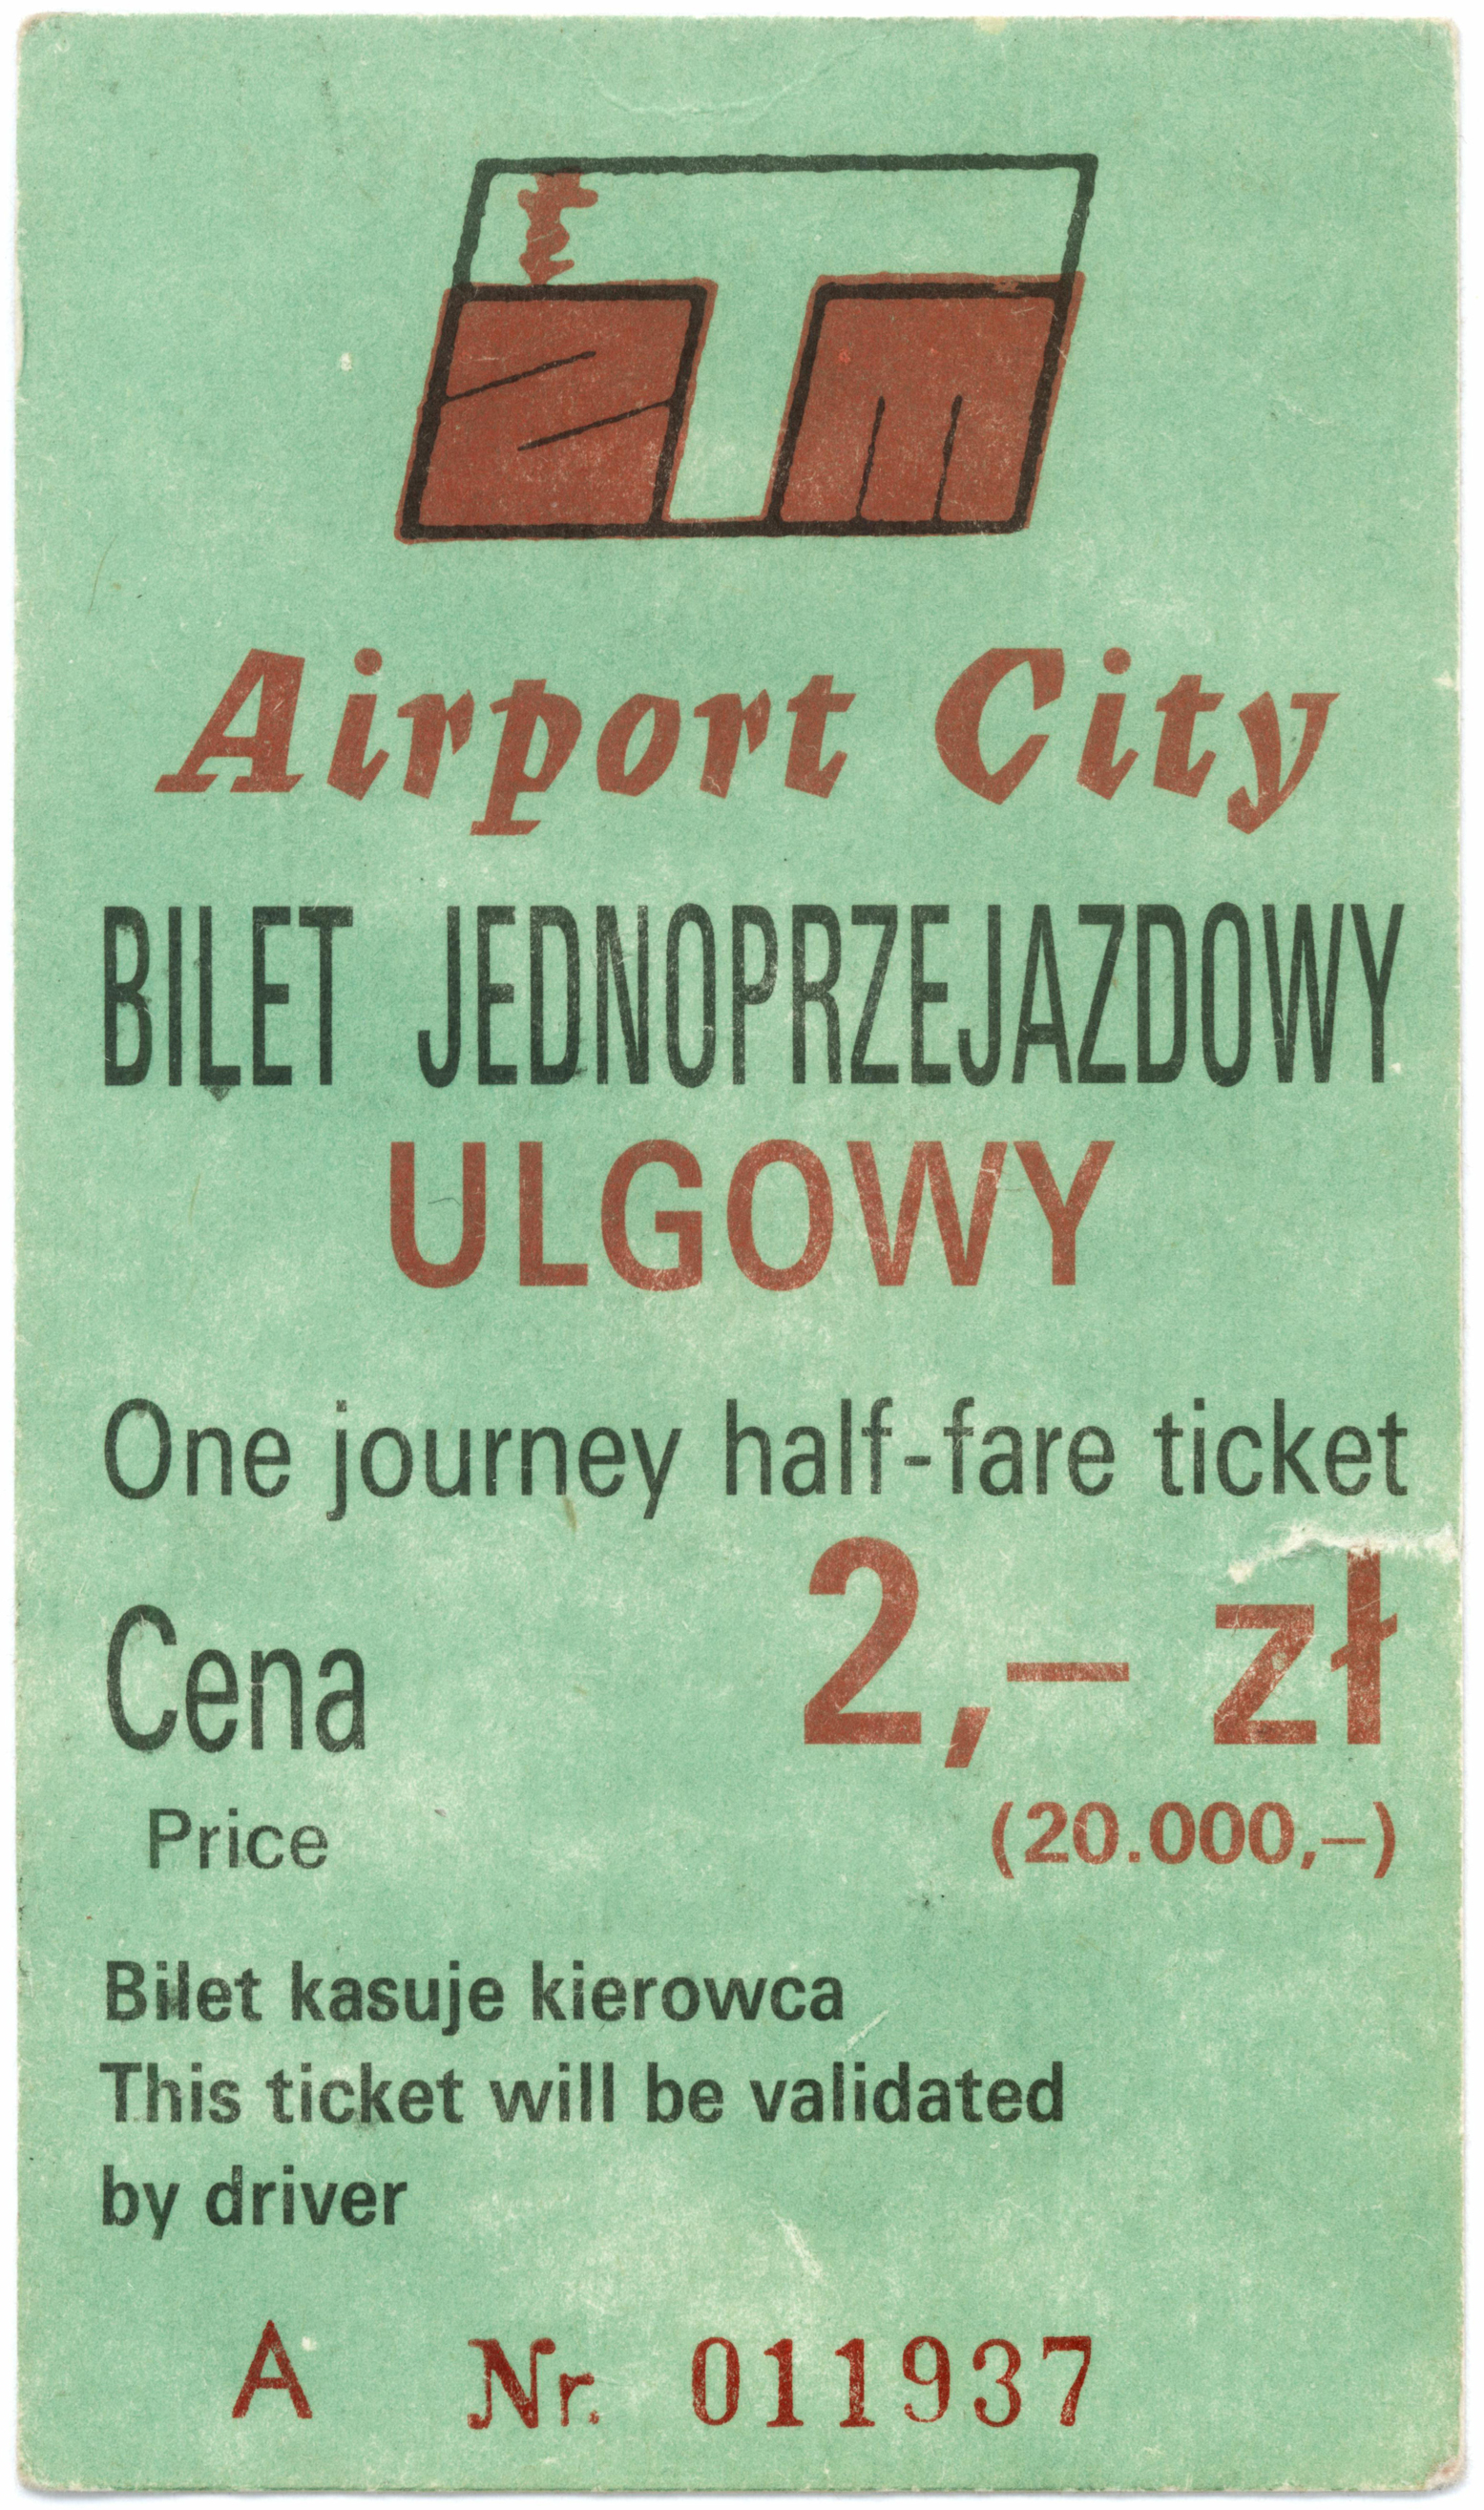 ZTM
Airport City
BILET JEDNOPRZEJAZDOWY
ULGOWY
One journey half-fare ticket
Cena 2,– zł
Price (20.000,–)
Bilet kasuje kierowca
This ticket will be validated
by driver
A Nr. 011937